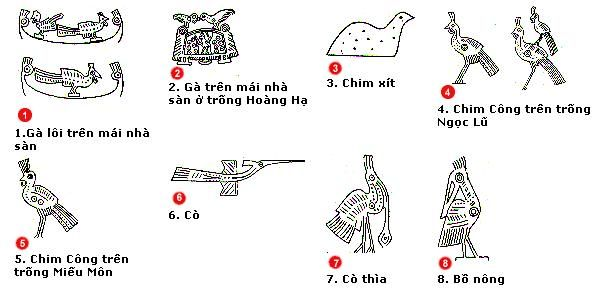 1
1.Gà lôi trên mái nhà
sàn
2
2. Gà trên mái nhà
sàn ở trống Hoàng Hạ
3
3. Chim xít
4
4. Chim Công trên trống
Ngọc Lũ
5
5. Chim Công trên
trống Miếu Môn
6
6. Cò
7
7. Cò thìa
8
8. Bồ nông